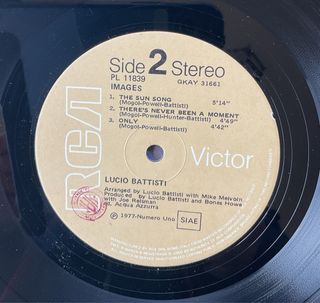 Side 2 Stereo
PL 11839 GKAY 31661
IMAGES
1. THE SUN SONG
(Mogol-Powell-Battisti) 5'14"
2. THERE'S NEVER BEEN A MOMENT
(Mogol-Powell-Hunter-Battisti) 4'49"
3. ONLY 4'42"
(Mogol-Powell-Battisti)
RCA Victor
LUCIO BATTISTI
Arranged by Lucio Battisti with Mike Melvoin
Produced by Lucio Battisti and Bones Howe
with Joe Reisman
ed. Acqua Azzurra
℗ 1977-Numero Uno SIAE